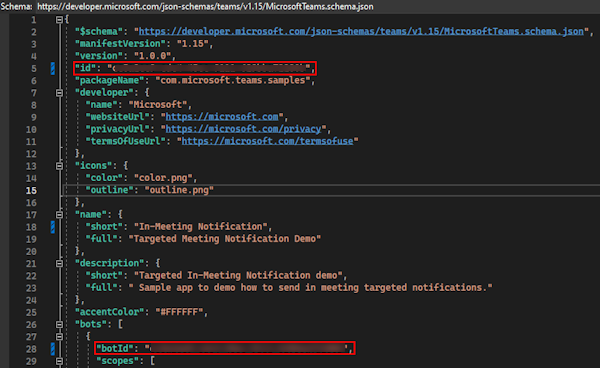 Schema: https://developer.microsoft.com/json-schemas/teams/v1.15/MicrosoftTeams.schema.json
1 {
2 "$schema": "https://developer.microsoft.com/json-schemas/teams/v1.15/MicrosoftTeams.schema.json",
3 "manifestVersion": "1.15",
4 "version": "1.0.0",
5 "id": "
6 "packageName": "com.microsoft.teams.samples",
7 "developer": {
8 "name": "Microsoft",
9 "websiteUrl": "https://microsoft.com",
10 "privacyUrl": "https://microsoft.com/privacy",
11 "termsOfUseUrl": "https://microsoft.com/termsofuse"
12 },
13 "icons": {
14 "color": "color.png",
15 "outline": "outline.png"
16 },
17 "name": {
18 "short": "In-Meeting Notification",
19 "full": "Targeted Meeting Notification Demo"
20 },
21 "description": {
22 "short": "Targeted In-Meeting Notification demo",
23 "full": " Sample app to demo how to send in meeting targeted notifications."
24 },
25 "accentColor": "#FFFFFF",
26 "bots": [
27 {
28 "botId": " ",
29 "scopes": [